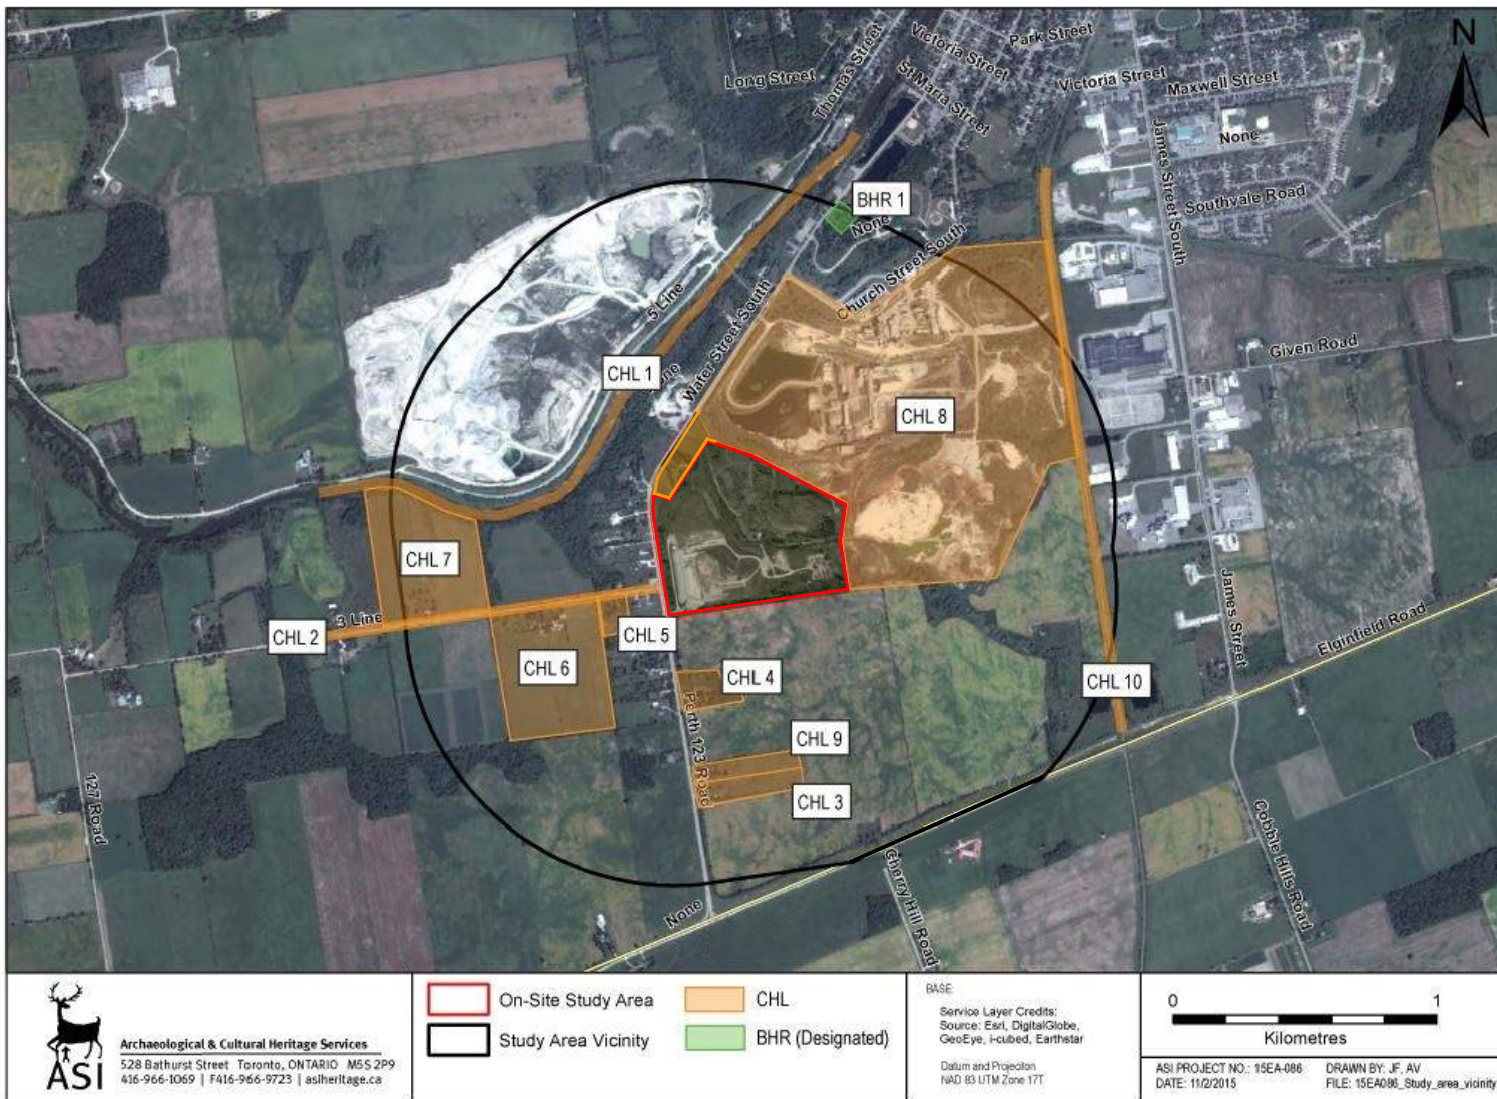 N
Park Street
Victoria Street
Thomas Street
Long Street
St Maria Street
Victoria Street
Maxwell Street
None
James Street South
Southvale Road
BHR 1
None
Church Street South
5 Line
Water Street South
Given Road
CHL 1
CHL 8
CHL 7
3 Line
CHL 2
CHL 5
CHL 6
James Street
Elginfield Road
CHL 4
CHL 10
Perth 123 Road
CHL 9
CHL 3
127 Road
Cobble Hills Road
Cherry Hill Road
None
ASI
Archaeological & Cultural Heritage Services
528 Bathurst Street Toronto, ONTARIO M5S 2P9
416-966-1069 | F416-966-9723 | asiheritage.ca
On-Site Study Area
Study Area Vicinity
CHL
BHR (Designated)
BASE:
Service Layer Credits:
Source: Esri, DigitalGlobe,
GeoEye, i-cubed, Earthstar
Datum and Projection
NAD 83 UTM Zone 17T
0 1
Kilometres
ASI PROJECT NO.: 15EA-086
DATE: 11/2/2015
DRAWN BY: JF, AV
FILE: 15EA086_Study_area_vicinity